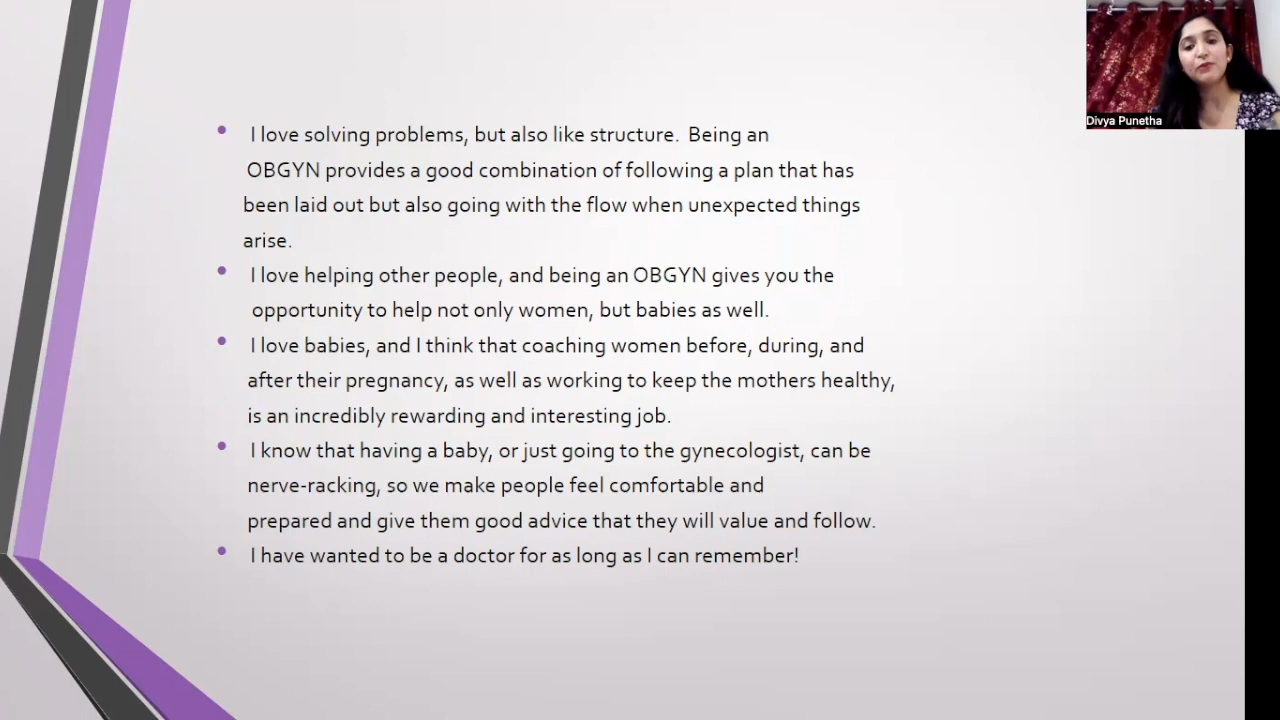 Divya Punetha
• I love solving problems, but also like structure. Being an
OBGYN provides a good combination of following a plan that has
been laid out but also going with the flow when unexpected things
arise.
• I love helping other people, and being an OBGYN gives you the
opportunity to help not only women, but babies as well.
• I love babies, and I think that coaching women before, during, and
after their pregnancy, as well as working to keep the mothers healthy,
is an incredibly rewarding and interesting job.
• I know that having a baby, or just going to the gynecologist, can be
nerve-racking, so we make people feel comfortable and
prepared and give them good advice that they will value and follow.
• I have wanted to be a doctor for as long as I can remember!